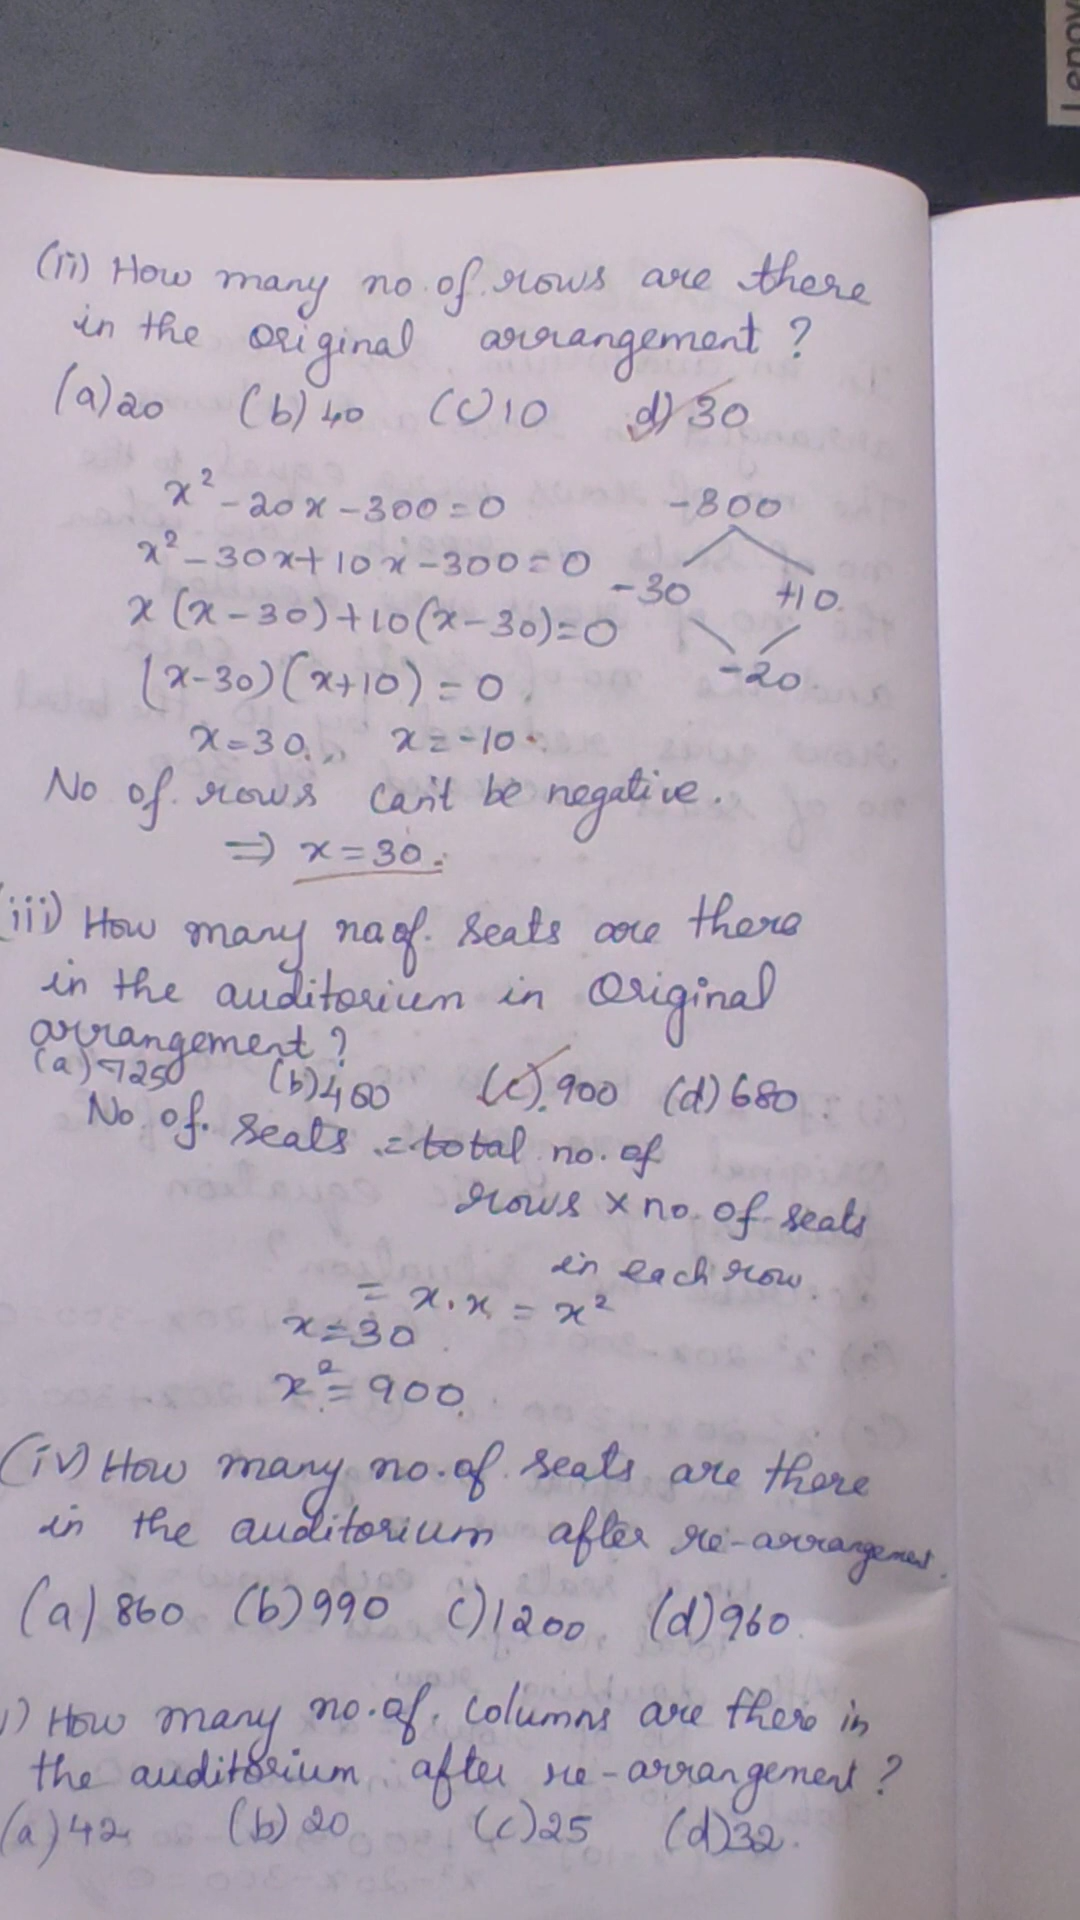 (ii) How many no. of. rows are there
in the original arrangement ?
(a) 20 (b) 40 (c) 10 d) 30
x² - 20x - 300 = 0
-300
x² - 30x + 10x - 300 = 0
-30 +10.
x (x - 30) + 10 (x - 30) = 0
-20
(x-30) (x+10) = 0.
x = 30., x = -10.
No of. rows can't be negative.
⇒ x = 30.
(iii) How many no of. seats are there
in the auditorium in original
arrangement ?
(a) 725 (b) 460 (c). 900 (d) 680.
No. of. seats = total no. of
rows × no. of seats
in each row.
= x . x = x²
x = 30
x² = 900.
(iv) How many no. of. seats are there
in the auditorium after re-arrangement.
(a) 860 (b) 990 c) 1200 (d) 960.
) How many no. of. columns are there in
the auditorium after re-arrangement ?
(a) 42 (b) 20 (c) 25 (d) 32.